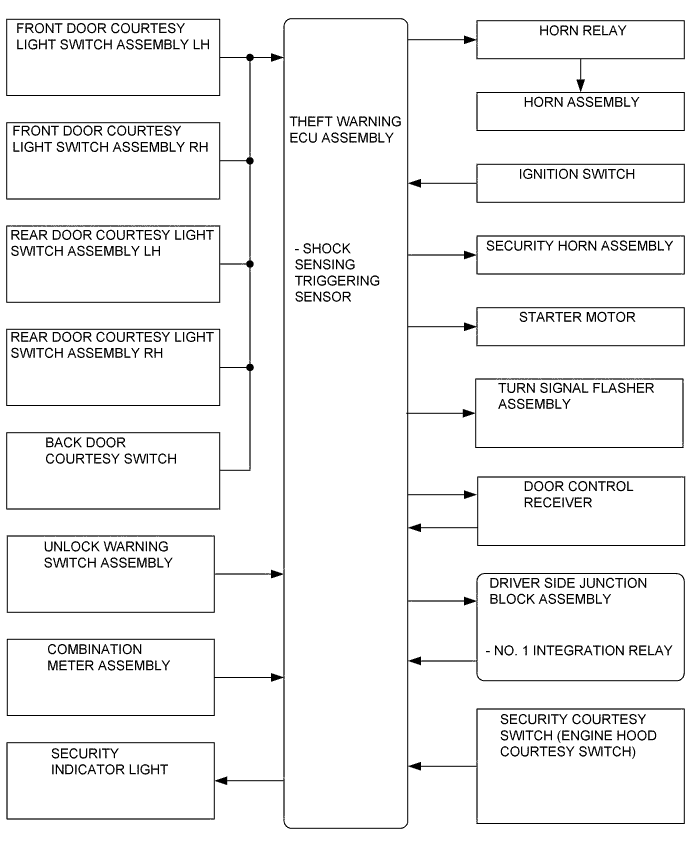 FRONT DOOR COURTESY
LIGHT SWITCH ASSEMBLY LH
FRONT DOOR COURTESY
LIGHT SWITCH ASSEMBLY RH
REAR DOOR COURTESY LIGHT
SWITCH ASSEMBLY LH
REAR DOOR COURTESY LIGHT
SWITCH ASSEMBLY RH
BACK DOOR
COURTESY SWITCH
UNLOCK WARNING
SWITCH ASSEMBLY
COMBINATION
METER ASSEMBLY
SECURITY
INDICATOR LIGHT
THEFT WARNING
ECU ASSEMBLY
- SHOCK
SENSING
TRIGGERING
SENSOR
HORN RELAY
HORN ASSEMBLY
IGNITION SWITCH
SECURITY HORN ASSEMBLY
STARTER MOTOR
TURN SIGNAL FLASHER
ASSEMBLY
DOOR CONTROL
RECEIVER
DRIVER SIDE JUNCTION
BLOCK ASSEMBLY
- NO. 1 INTEGRATION RELAY
SECURITY COURTESY
SWITCH (ENGINE HOOD
COURTESY SWITCH)